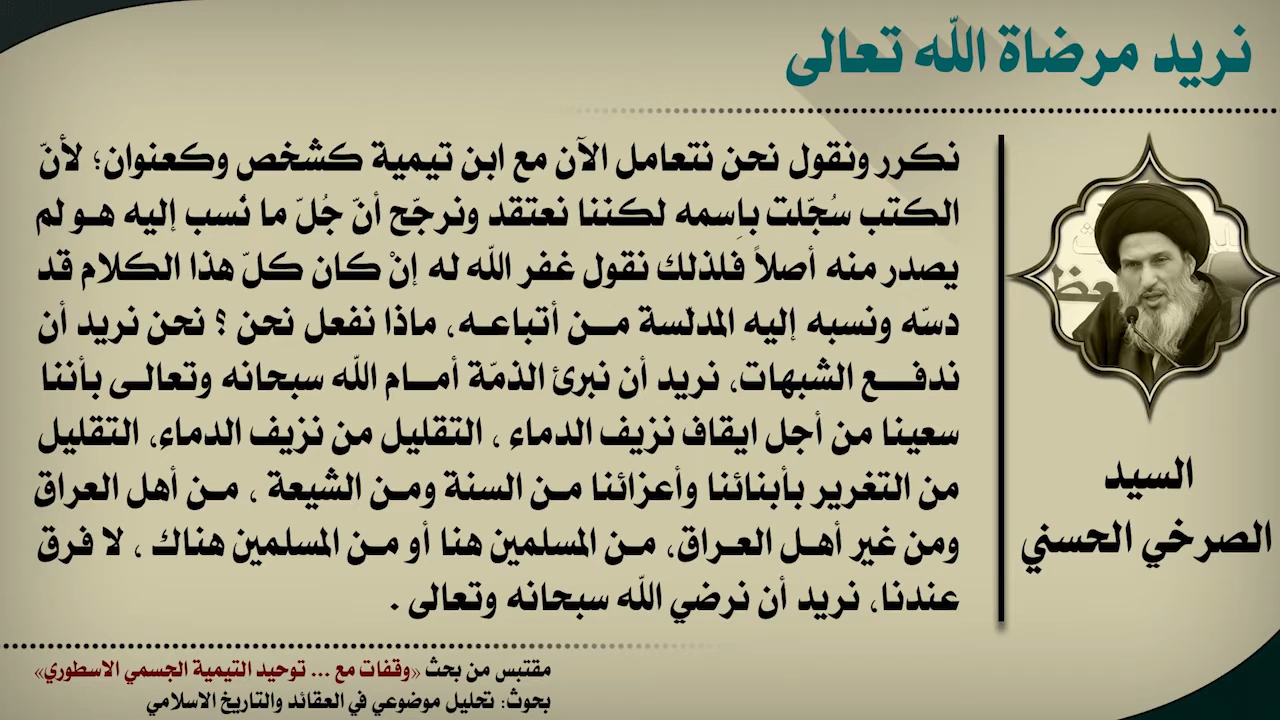 نريد مرضاة الله تعالى
نكرر ونقول نحن نتعامل الآن مع ابن تيمية كشخص وكعنوان؛ لأنّ
الكتب سُجّلت بإسمه لكننا نعتقد ونرجّح أنّ جُلّ ما نُسب إليه هو لم
يصدر منه أصلاً فلذلك نقول غفر الله له إنْ كان كلّ هذا الكلام قد
دسّه ونسبه إليه المدلّسة من أتباعه، ماذا نفعل نحن ؟ نحن نريد أن
ندفع الشبهات، نريد أن نبرئ الذمّة أمام الله سبحانه وتعالى بأننا
سعينا من أجل ايقاف نزيف الدماء ، التقليل من نزيف الدماء، التقليل
من التغرير بأبنائنا وأعزائنا من السنة ومن الشيعة ، من أهل العراق
ومن غير أهل العراق، من المسلمين هنا أو من المسلمين هناك ، لا فرق
عندنا، نريد أن نرضي الله سبحانه وتعالى .
السيد
الصرخي الحسني
مقتبس من بحث «وقفات مع ... توحيد التيمية الجسمي الاسطوري»
بحوث: تحليل موضوعي في العقائد والتاريخ الاسلامي